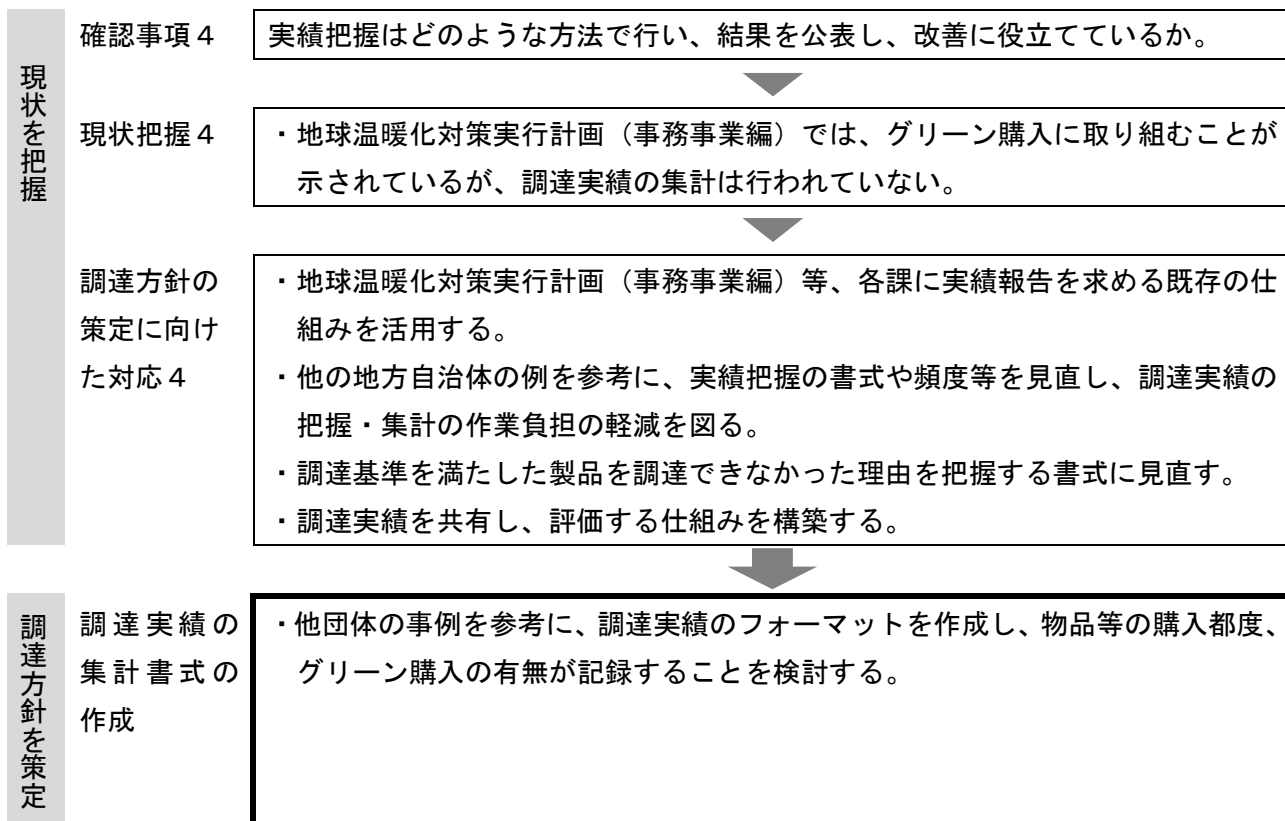 現状を把握
確認事項４
実績把握はどのような方法で行い、結果を公表し、改善に役立てているか。
現状把握４
・地球温暖化対策実行計画（事務事業編）では、グリーン購入に取り組むことが
示されているが、調達実績の集計は行われていない。
調達方針の
策定に向け
た対応４
・地球温暖化対策実行計画（事務事業編）等、各課に実績報告を求める既存の仕
組みを活用する。
・他の地方自治体の例を参考に、実績把握の書式や頻度等を見直し、調達実績の
把握・集計の作業負担の軽減を図る。
・調達基準を満たした製品を調達できなかった理由を把握する書式に見直す。
・調達実績を共有し、評価する仕組みを構築する。
調達方針を策定
調達実績の
集計書式の
作成
・他団体の事例を参考に、調達実績のフォーマットを作成し、物品等の購入都度、
グリーン購入の有無が記録することを検討する。